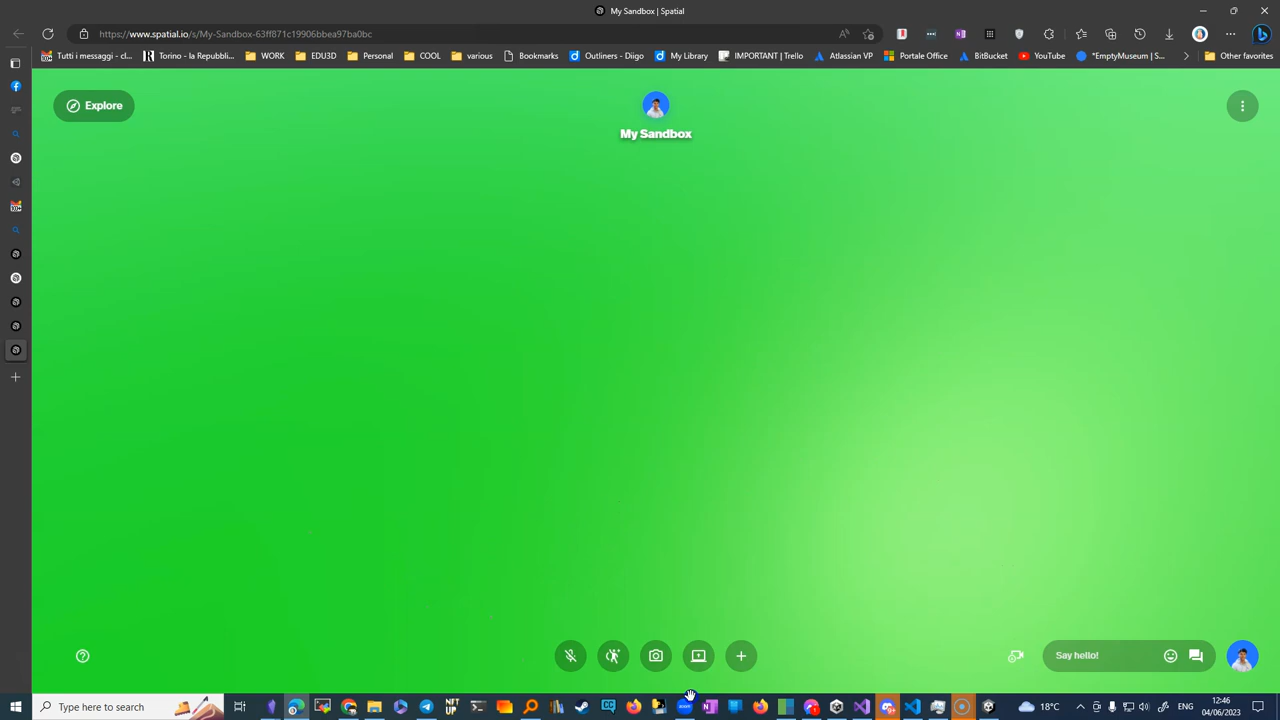 My Sandbox | Spatial
https://www.spatial.io/s/My-Sandbox-63ff871c19906bbea97ba0bc
Tutti i messaggi - cl... Torino - la Repubbli... WORK EDU3D Personal COOL various Bookmarks Outliners - Diigo My Library IMPORTANT | Trello Atlassian VP Portale Office BitBucket YouTube *EmptyMuseum | S... Other favorites
Explore
My Sandbox
Say hello!
Type here to search
18°C ENG
12:46
04/06/2023